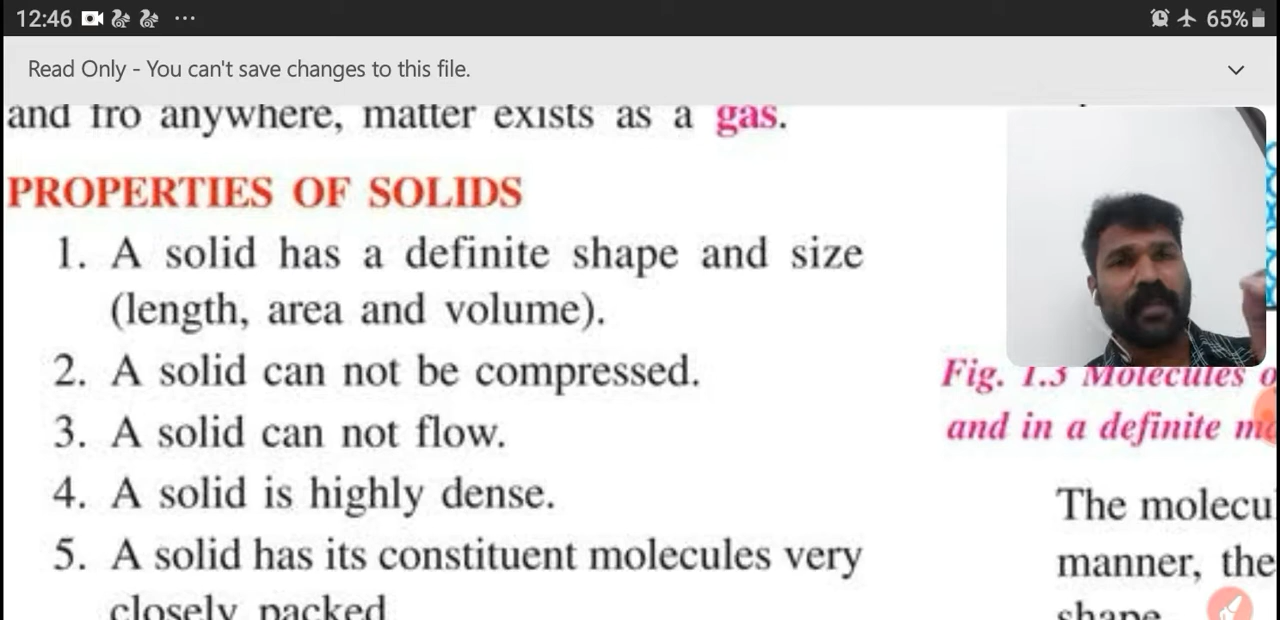 12:46
65%
Read Only - You can't save changes to this file.
and fro anywhere, matter exists as a gas.
PROPERTIES OF SOLIDS
1. A solid has a definite shape and size
(length, area and volume).
2. A solid can not be compressed.
3. A solid can not flow.
4. A solid is highly dense.
5. A solid has its constituent molecules very
closely packed
Fig. 1.3 Molecules
and in a definite
The
manner, the
shape